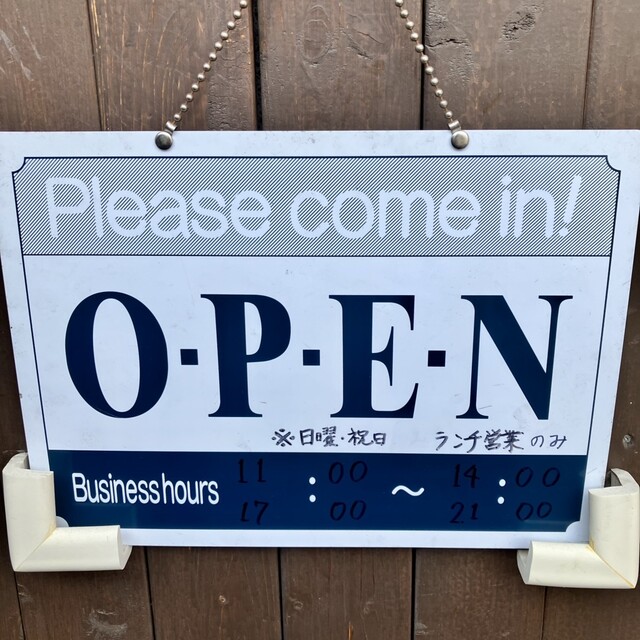 Please come in!
O·P·E·N
※日曜・祝日 ランチ営業のみ
Business hours 11:00 ~ 14:00
17 00 21 00